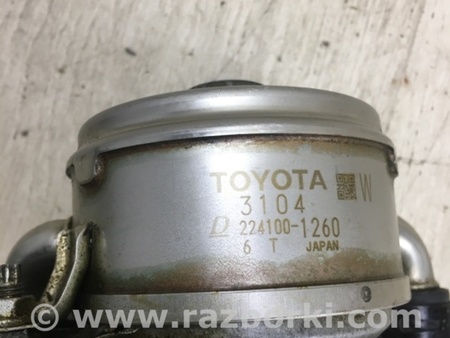 TOYOTA W
3104
D 224100-1260
6 T JAPAN
© www.razborki.com